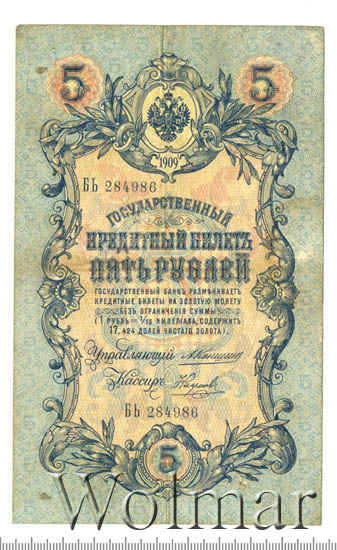 5 5
1909
БЬ 284986
ГОСУДАРСТВЕННЫЙ
КРЕДИТНЫЙ БИЛЕТЪ
ПЯТЬ РУБЛЕЙ
ГОСУДАРСТВЕННЫЙ БАНКЪ РАЗМѢНИВАЕТЪ
КРЕДИТНЫЕ БИЛЕТЫ НА ЗОЛОТУЮ МОНЕТУ
БЕЗЪ ОГРАНИЧЕНІЯ СУММЫ
(1 РУБЛЬ = 1/15 ИМПЕРІАЛА, СОДЕРЖИТЪ
17,424 ДОЛЕЙ ЧИСТАГО ЗОЛОТА).
Управляющій
Кассиръ
БЬ 284986
5
Wolmar